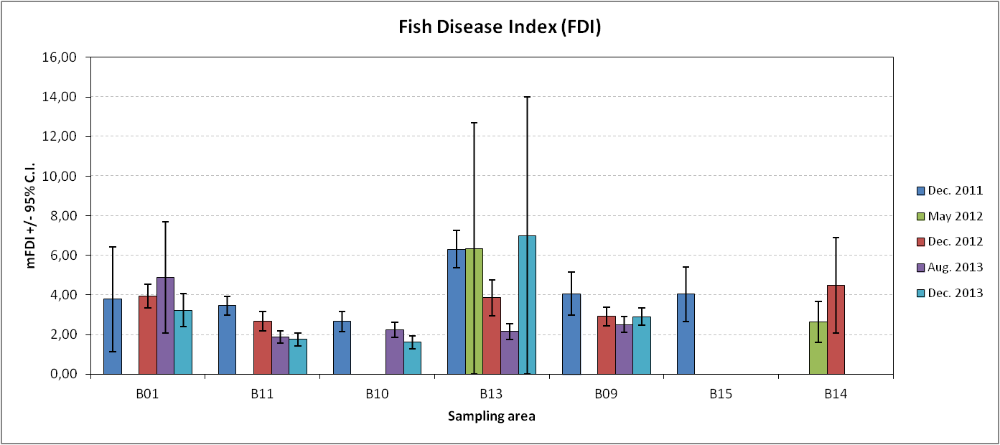 Fish Disease Index (FDI)
16,00
14,00
12,00
10,00
8,00
6,00
4,00
2,00
0,00
mFDI +/- 95% C.I.
B01 B11 B10 B13 B09 B15 B14
Sampling area
Dec. 2011
May 2012
Dec. 2012
Aug. 2013
Dec. 2013